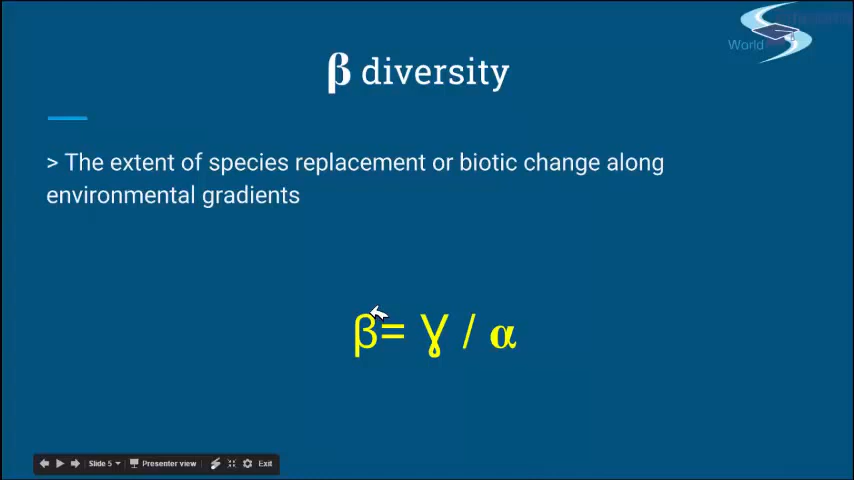 World
β diversity
> The extent of species replacement or biotic change along
environmental gradients
β= Ɣ / α
Slide 5
Presenter view
Exit